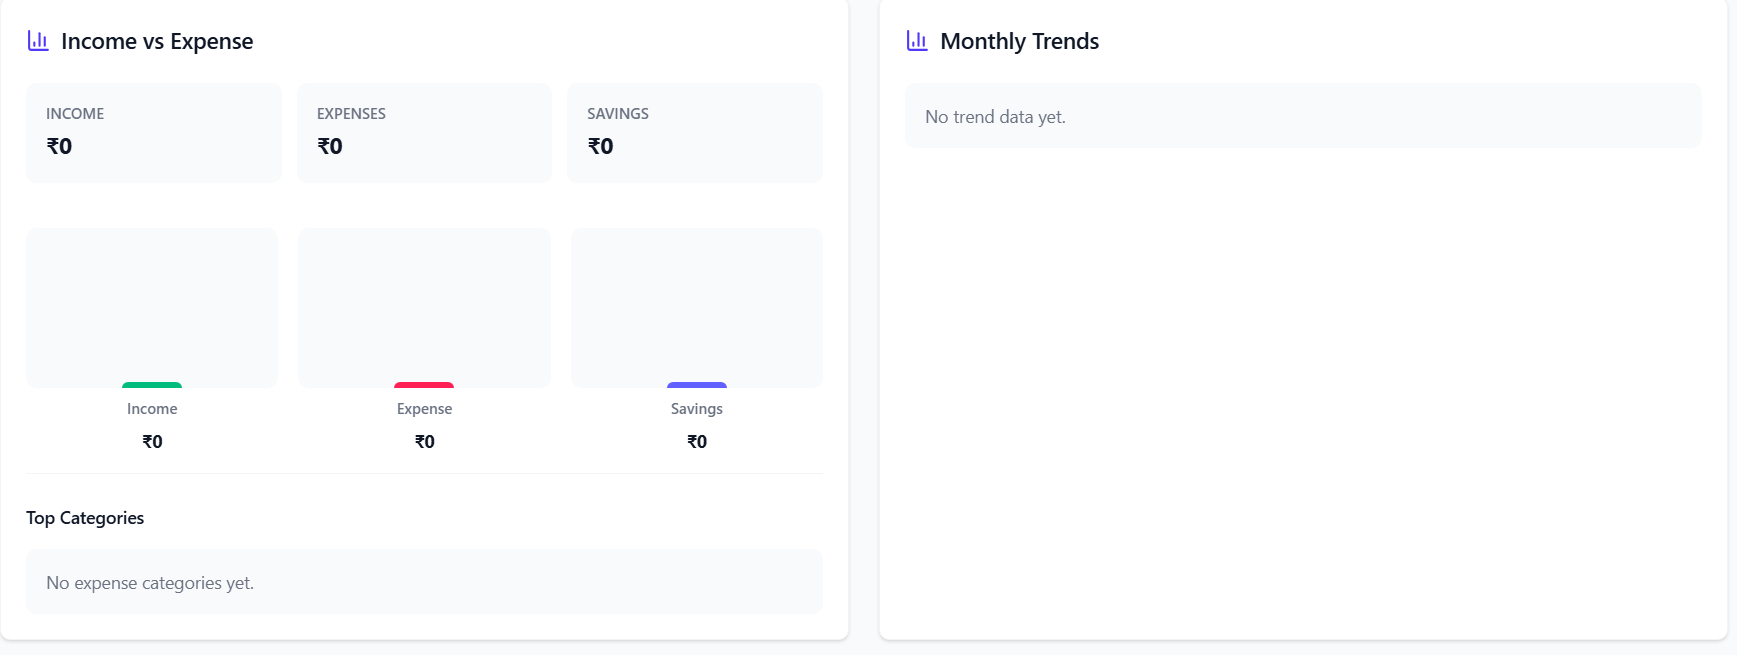 Income vs Expense
INCOME
₹0
EXPENSES
₹0
SAVINGS
₹0
Income
₹0
Expense
₹0
Savings
₹0
Top Categories
No expense categories yet.
Monthly Trends
No trend data yet.